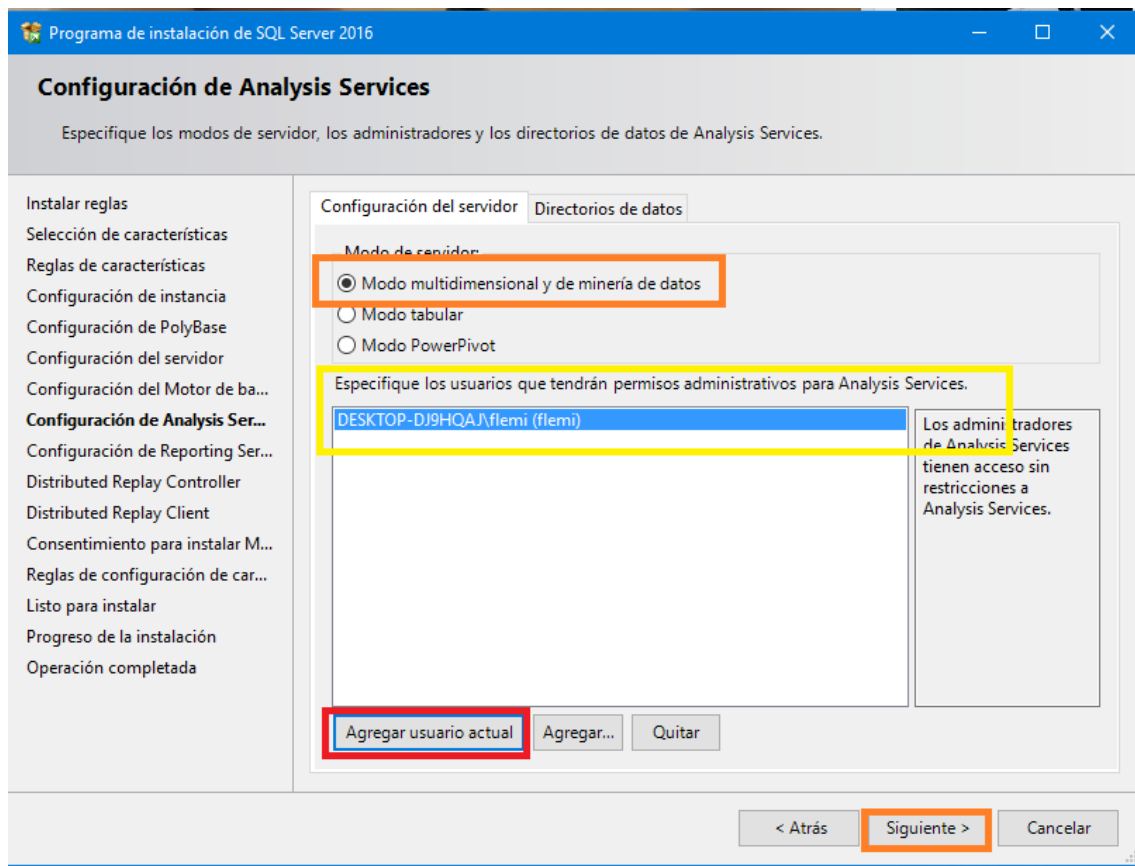 Programa de instalación de SQL Server 2016
Configuración de Analysis Services
Especifique los modos de servidor, los administradores y los directorios de datos de Analysis Services.
Instalar reglas
Selección de características
Reglas de características
Configuración de instancia
Configuración de PolyBase
Configuración del servidor
Configuración del Motor de ba...
Configuración de Analysis Ser...
Configuración de Reporting Ser...
Distributed Replay Controller
Distributed Replay Client
Consentimiento para instalar M...
Reglas de configuración de car...
Listo para instalar
Progreso de la instalación
Operación completada
Configuración del servidor
Directorios de datos
Modo de servidor:
Modo multidimensional y de minería de datos
Modo tabular
Modo PowerPivot
Especifique los usuarios que tendrán permisos administrativos para Analysis Services.
DESKTOP-DJ9HQAJ\flemi (flemi)
Los administradores
de Analysis Services
tienen acceso sin
restricciones a
Analysis Services.
Agregar usuario actual
Agregar...
Quitar
< Atrás
Siguiente >
Cancelar